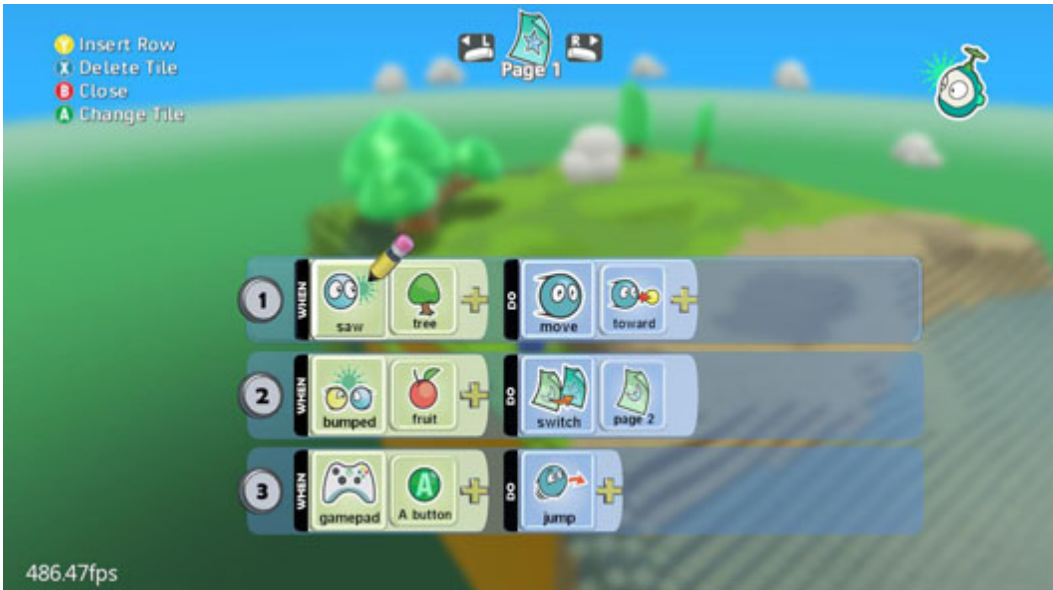 Y Insert Row
X Delete Tile
B Close
A Change Tile
L R
Page 1
1 WHEN saw tree DO move toward
2 WHEN bumped fruit DO switch page 2
3 WHEN gamepad A A button DO jump
486.47fps